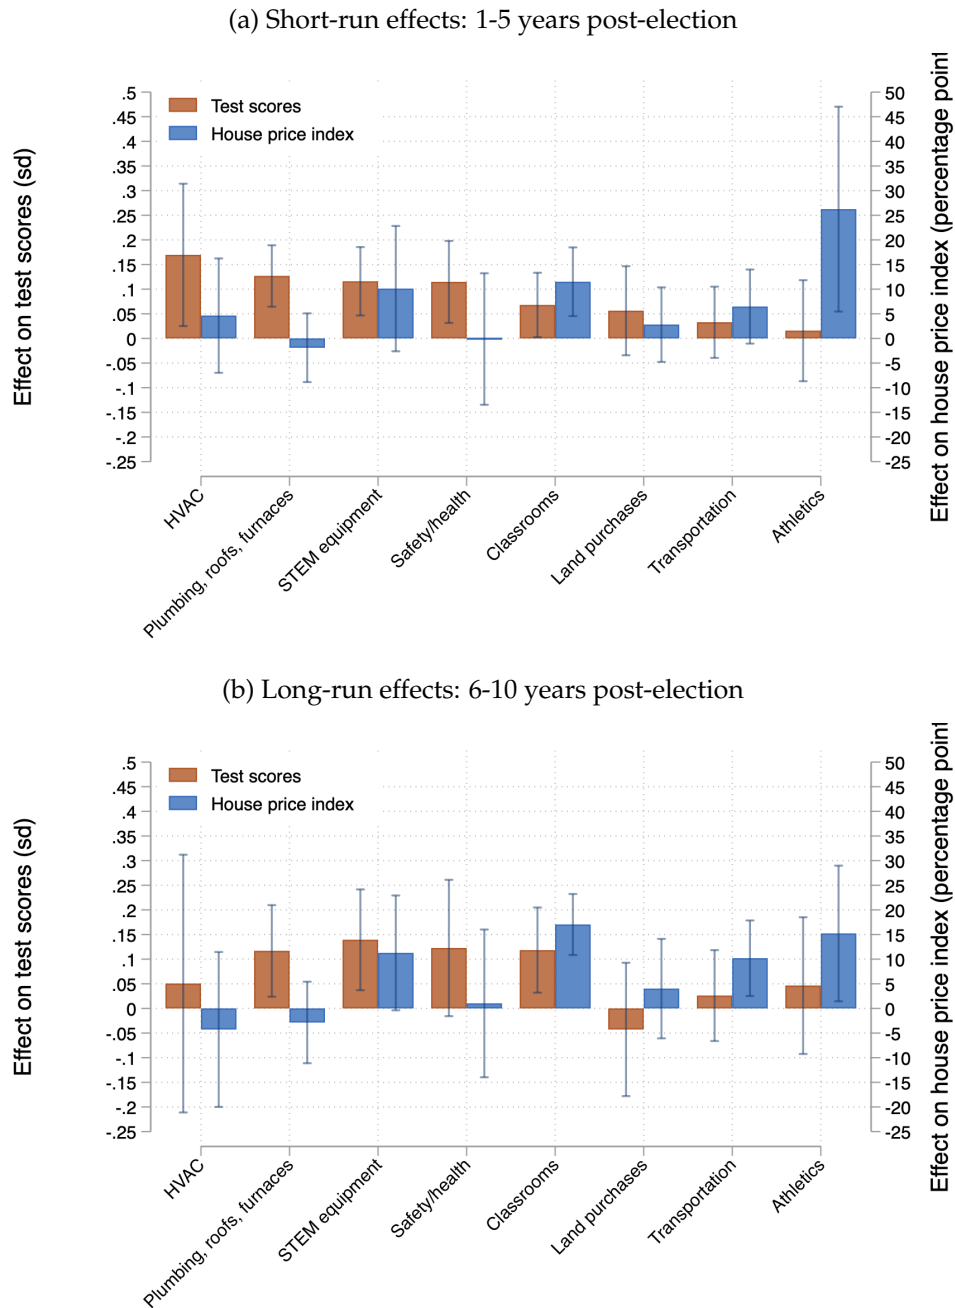 (a) Short-run effects: 1-5 years post-election
Effect on test scores (sd)
.5
.45
.4
.35
.3
.25
.2
.15
.1
.05
0
-.05
-.1
-.15
-.2
-.25
Test scores
House price index
50
45
40
35
30
25
20
15
10
5
0
-5
-10
-15
-20
-25
Effect on house price index (percentage point
HVAC
Plumbing, roofs, furnaces
STEM equipment
Safety/health
Classrooms
Land purchases
Transportation
Athletics
(b) Long-run effects: 6-10 years post-election
Effect on test scores (sd)
.5
.45
.4
.35
.3
.25
.2
.15
.1
.05
0
-.05
-.1
-.15
-.2
-.25
Test scores
House price index
50
45
40
35
30
25
20
15
10
5
0
-5
-10
-15
-20
-25
Effect on house price index (percentage point
HVAC
Plumbing, roofs, furnaces
STEM equipment
Safety/health
Classrooms
Land purchases
Transportation
Athletics